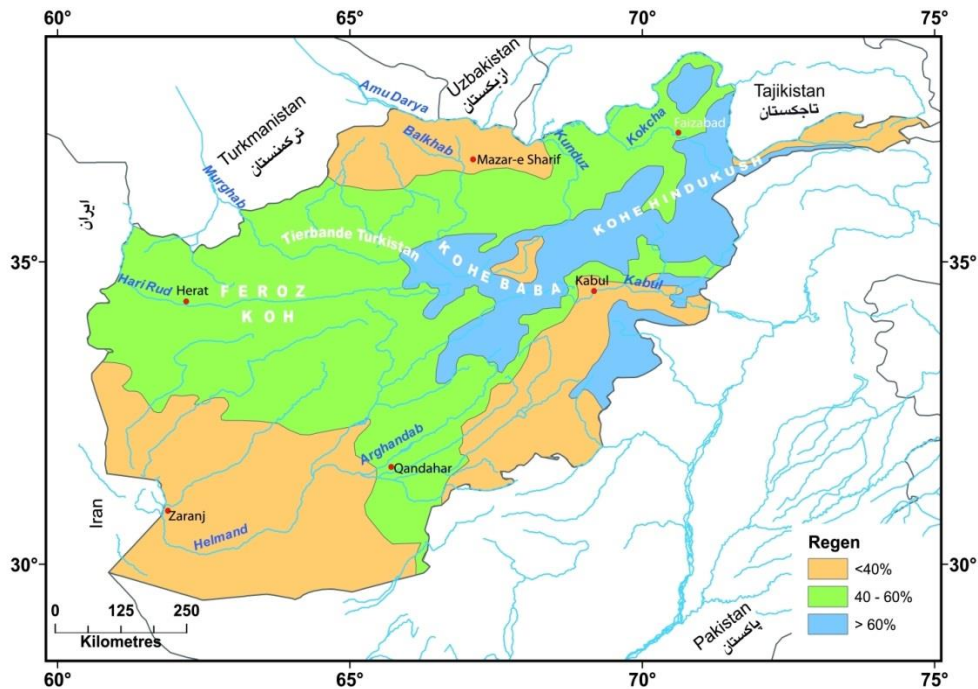 60°
65°
70°
75°
Uzbakistan
ازبکستان
Tajikistan
تاجکستان
Amu Darya
Turkmanistan
ترکمنستان
Balkhab
Mazar-e Sharif
Kunduz
Kokcha
Faizabad
Murghab
ایران
KOHE HINDUKUSH
Tierbande Turkistan
KOHE BABA
35°
35°
Hari Rud
Herat
FEROZ
KOH
Kabul
Kabul
Arghandab
Qandahar
Iran
Zaranj
Helmand
30°
30°
Regen
<40%
40 - 60%
> 60%
0 125 250
Kilometres
Pakistan
پاکستان
60°
65°
70°
75°